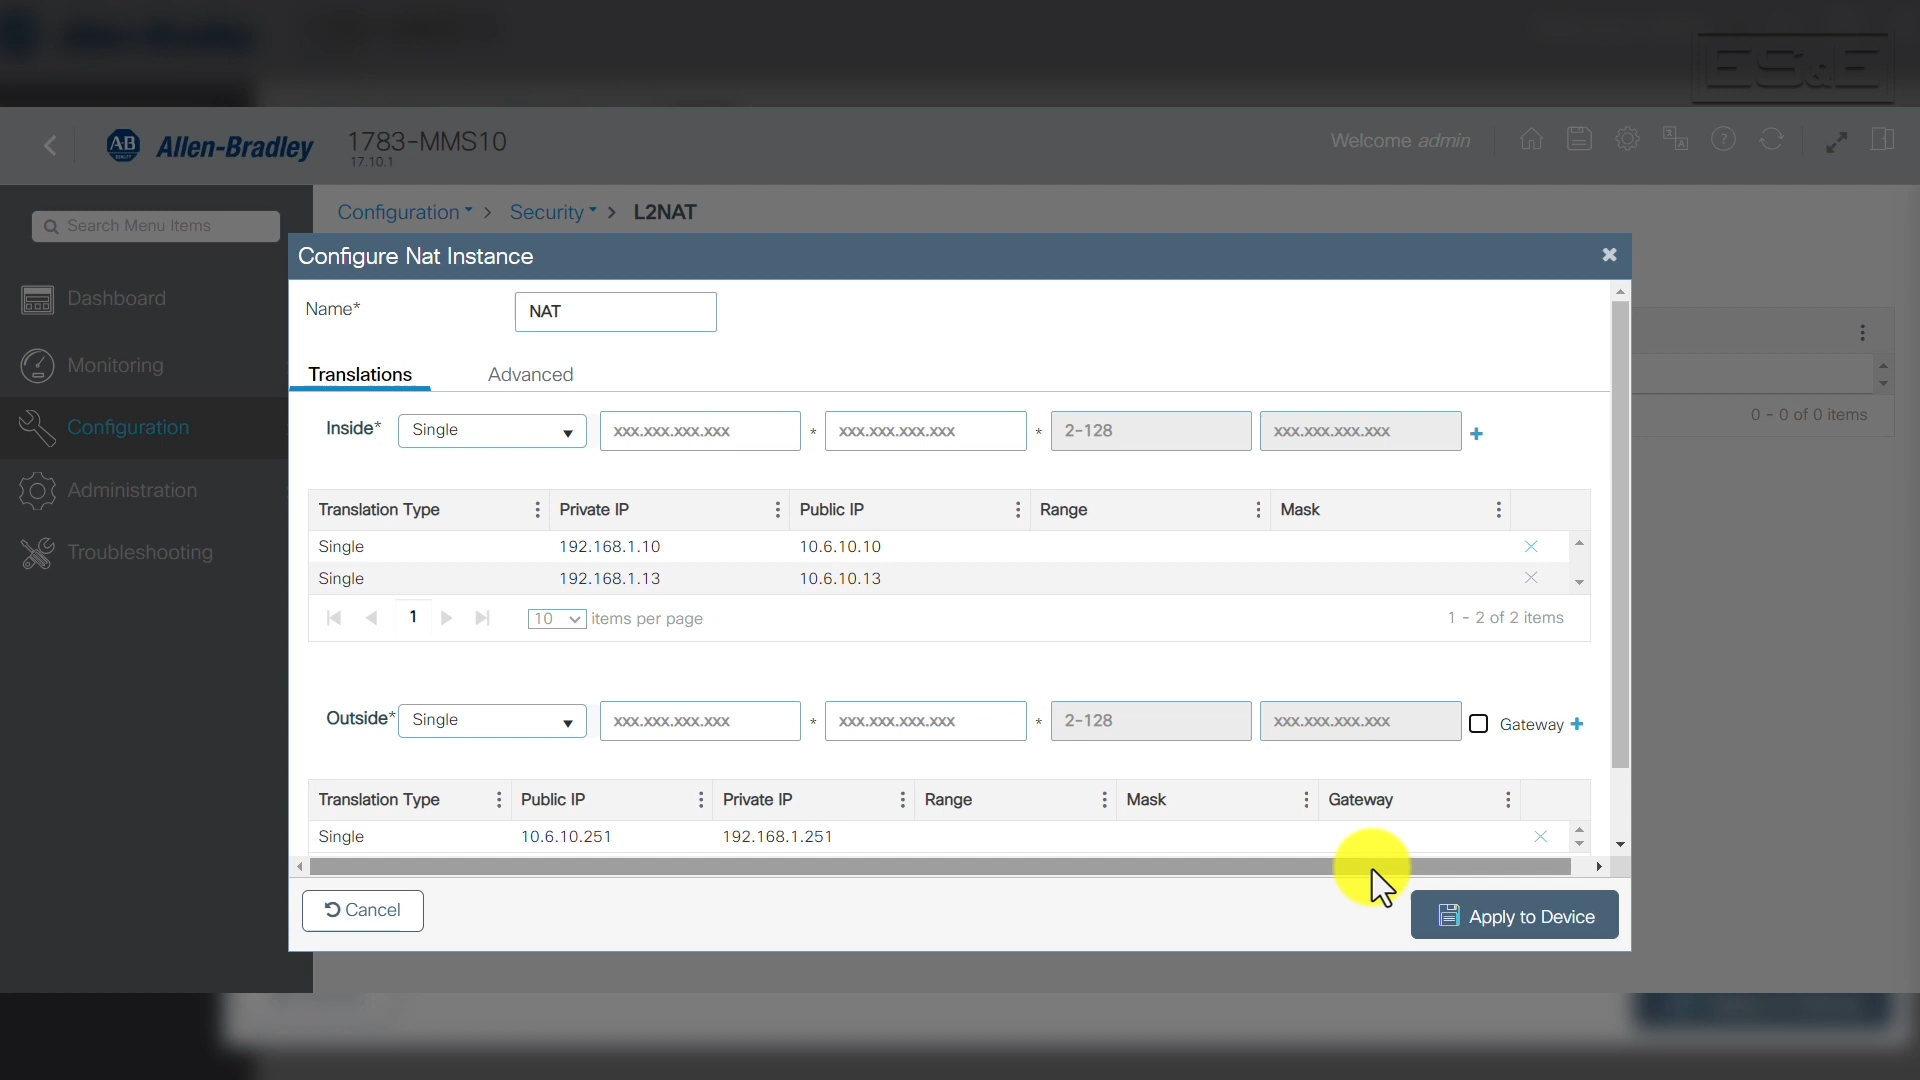 ES&E
AB Allen-Bradley 1783-MMS10
17.10.1
Welcome admin
Search Menu Items
Configuration > Security > L2NAT
Configure Nat Instance
Name* NAT
Dashboard
Monitoring
Configuration
Administration
Troubleshooting
Translations Advanced
Inside* Single xxx.xxx.xxx.xxx * xxx.xxx.xxx.xxx * 2-128 xxx.xxx.xxx.xxx +
0 - 0 of 0 items
Translation Type Private IP Public IP Range Mask
Single 192.168.1.10 10.6.10.10
Single 192.168.1.13 10.6.10.13
1 10 items per page 1 - 2 of 2 items
Outside* Single xxx.xxx.xxx.xxx * xxx.xxx.xxx.xxx * 2-128 xxx.xxx.xxx.xxx Gateway +
Translation Type Public IP Private IP Range Mask Gateway
Single 10.6.10.251 192.168.1.251
Cancel Apply to Device